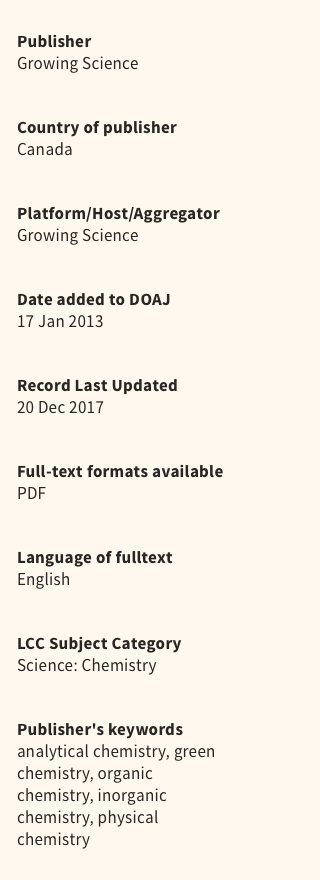 Publisher
Growing Science
Country of publisher
Canada
Platform/Host/Aggregator
Growing Science
Date added to DOAJ
17 Jan 2013
Record Last Updated
20 Dec 2017
Full-text formats available
PDF
Language of fulltext
English
LCC Subject Category
Science: Chemistry
Publisher's keywords
analytical chemistry, green
chemistry, organic
chemistry, inorganic
chemistry, physical
chemistry